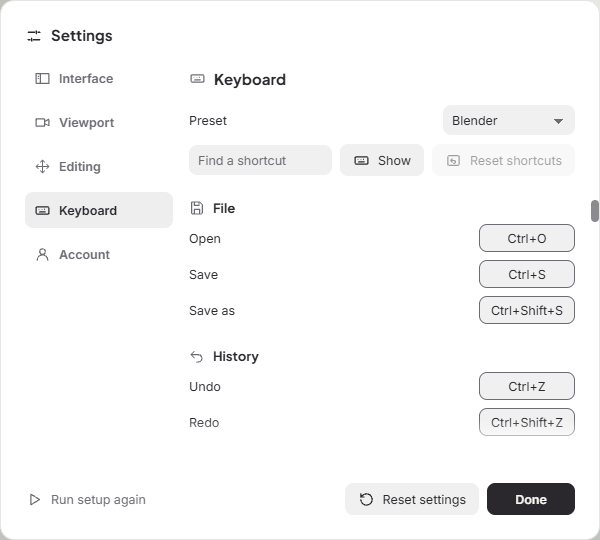 Settings
Interface
Viewport
Editing
Keyboard
Account
Keyboard
Preset
Blender
Find a shortcut
Show
Reset shortcuts
File
Open
Ctrl+O
Save
Ctrl+S
Save as
Ctrl+Shift+S
History
Undo
Ctrl+Z
Redo
Ctrl+Shift+Z
Run setup again
Reset settings
Done